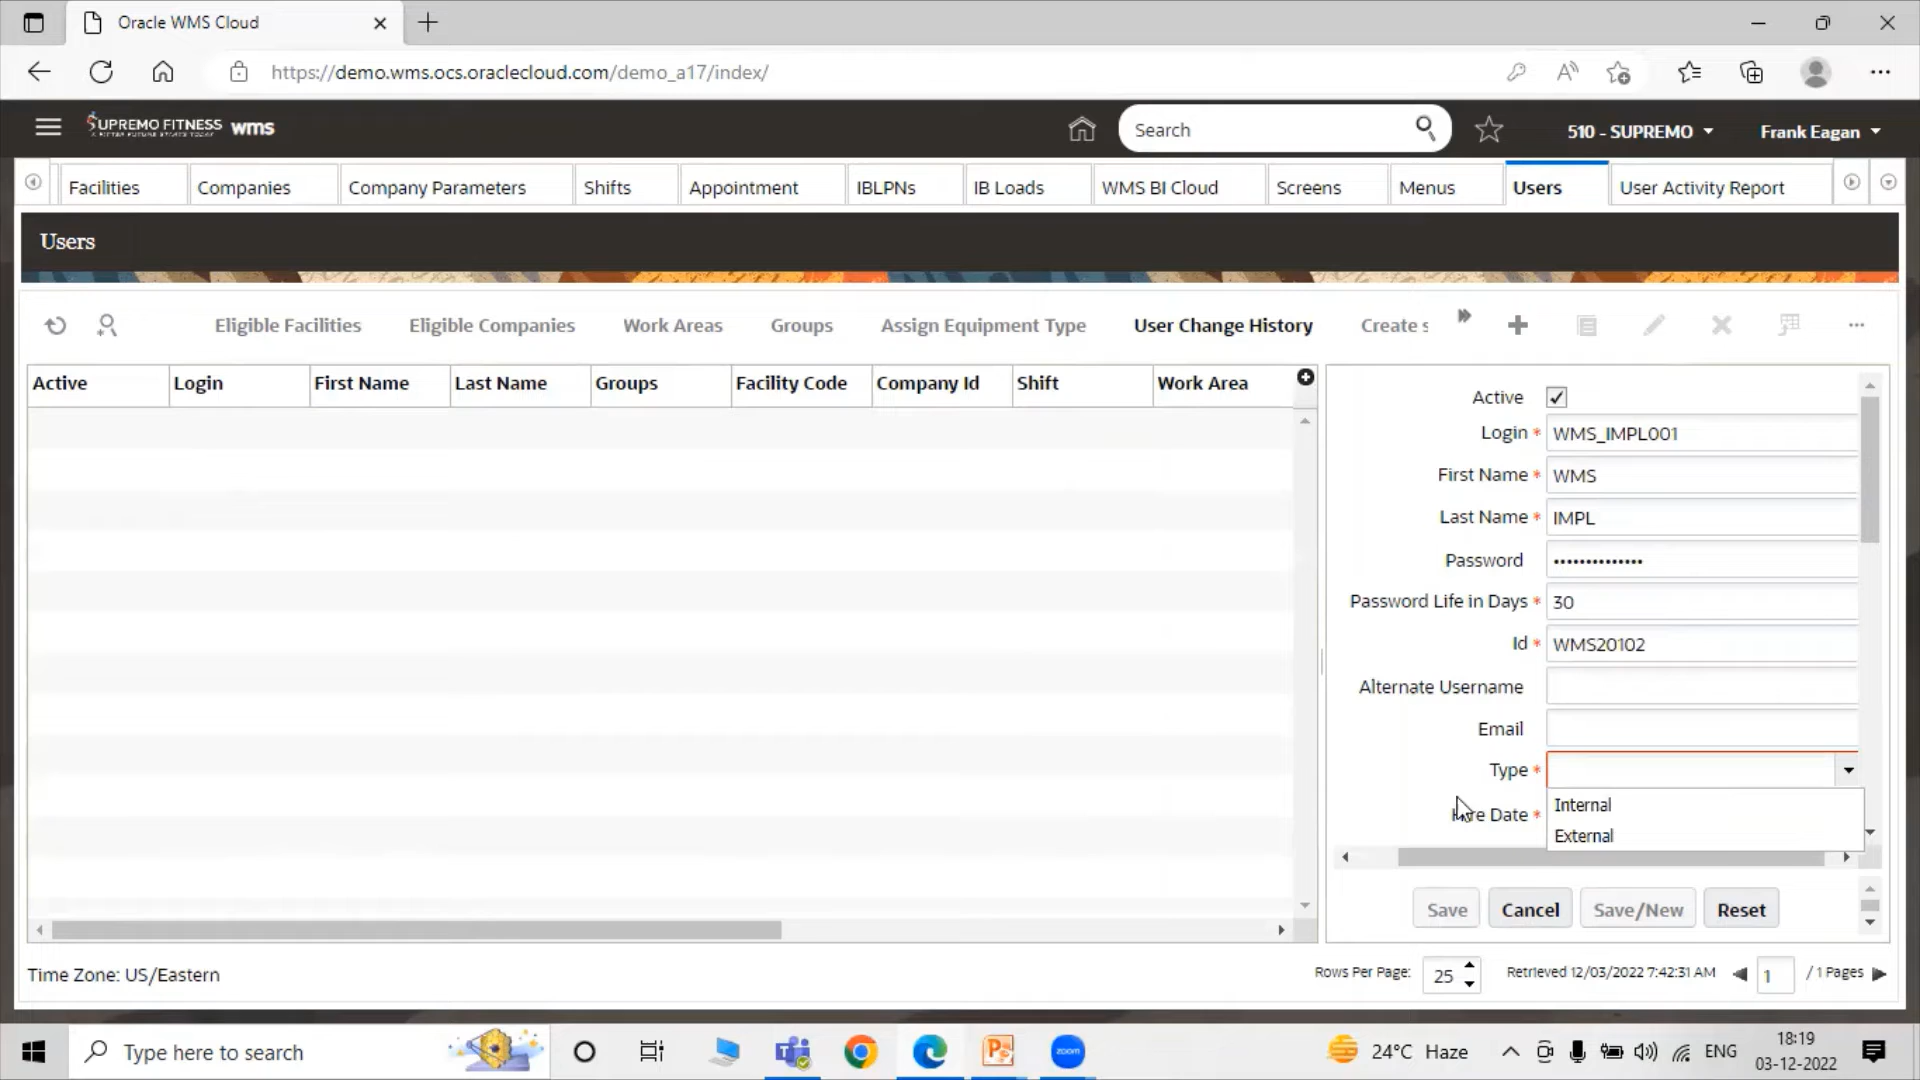 Oracle WMS Cloud
https://demo.wms.ocs.oraclecloud.com/demo_a17/index/
SUPREMO FITNESS wms
Search
510 - SUPREMO
Frank Eagan
Facilities
Companies
Company Parameters
Shifts
Appointment
IBLPNs
IB Loads
WMS BI Cloud
Screens
Menus
Users
User Activity Report
Users
Eligible Facilities
Eligible Companies
Work Areas
Groups
Assign Equipment Type
User Change History
Create s
Active
Login
First Name
Last Name
Groups
Facility Code
Company Id
Shift
Work Area
Active
Login * WMS_IMPL001
First Name * WMS
Last Name * IMPL
Password ••••••••••••••
Password Life in Days * 30
Id * WMS20102
Alternate Username
Email
Type *
Internal
Hire Date *
External
Save
Cancel
Save/New
Reset
Time Zone: US/Eastern
Rows Per Page: 25
Retrieved 12/03/2022 7:42:31 AM
1 / 1 Pages
Type here to search
zoom
24°C Haze
ENG
18:19
03-12-2022